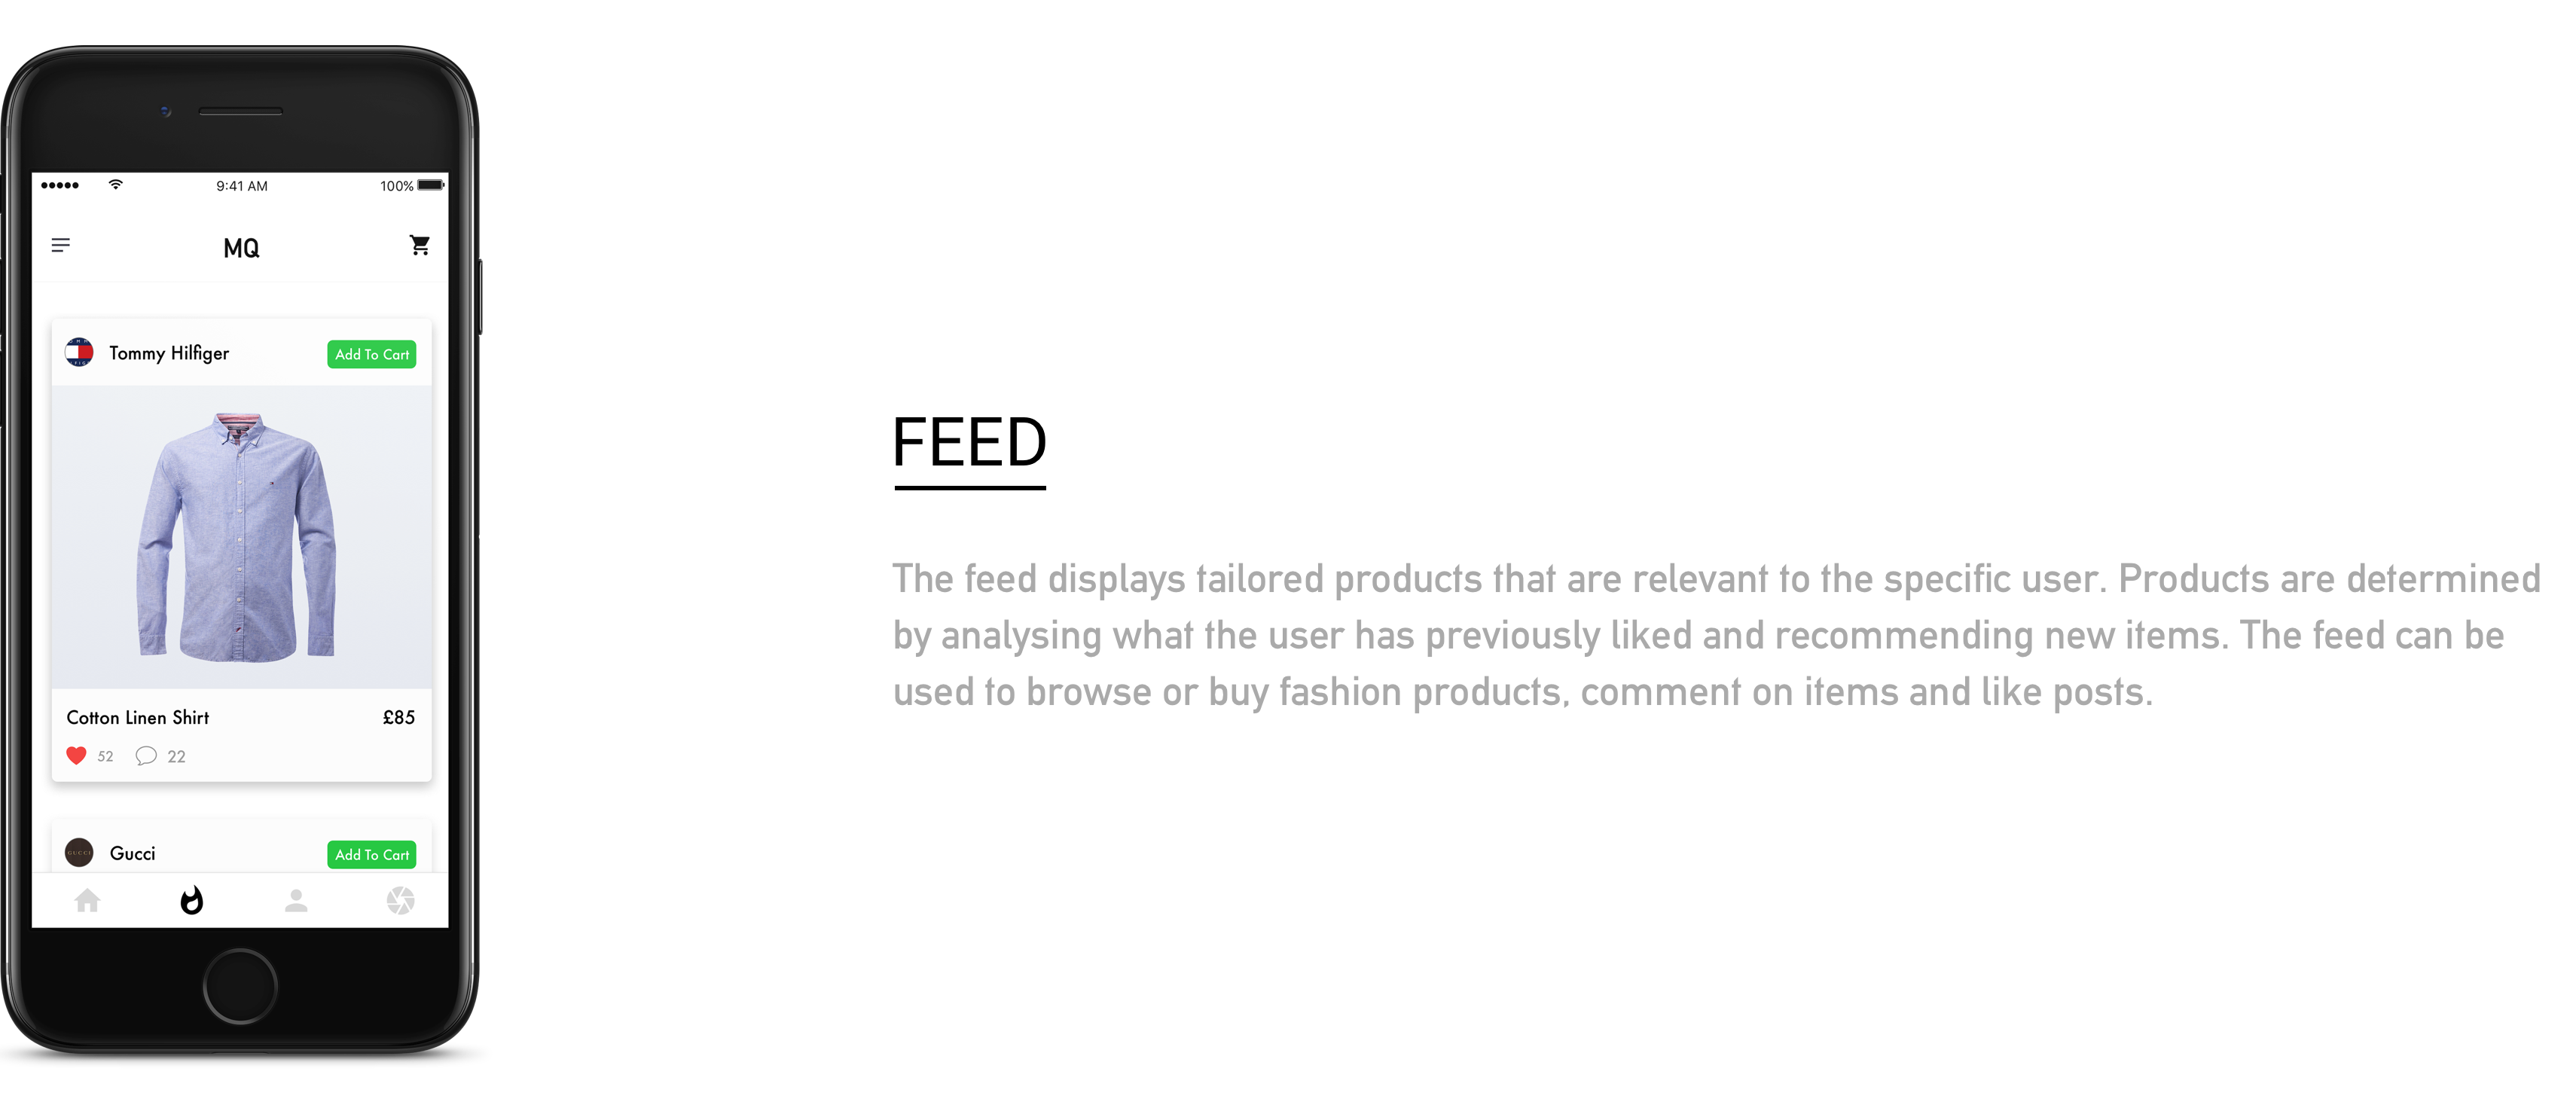 9:41 AM
100%
MQ
Tommy Hilfiger
Add To Cart
Cotton Linen Shirt
£85
52
22
GUCCI
Gucci
Add To Cart
FEED
The feed displays tailored products that are relevant to the specific user. Products are determined
by analysing what the user has previously liked and recommending new items. The feed can be
used to browse or buy fashion products, comment on items and like posts.